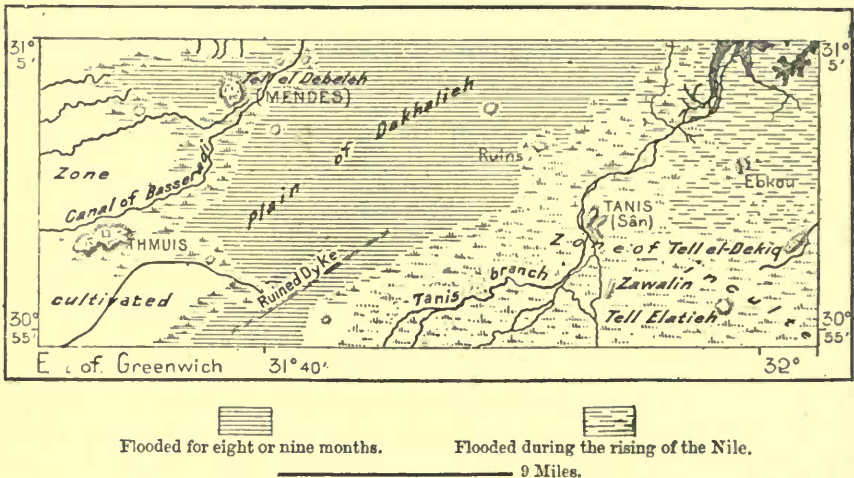 31°
5'
31°
5'
Tell el Debeleh
(MENDES)
plain of Dakhalieh
Ruins
Ebkou
Zone
Canal of Basseradi
TANIS
(Sân)
THMUIS
Zone of Tell el-Dekiq
inculte
Ruined Dyke
Tanis branch
Zawalin
cultivated
Tell Elatieh
30°
55'
30°
55'
E. of Greenwich
31°40'
32°
Flooded for eight or nine months.
Flooded during the rising of the Nile.
9 Miles.